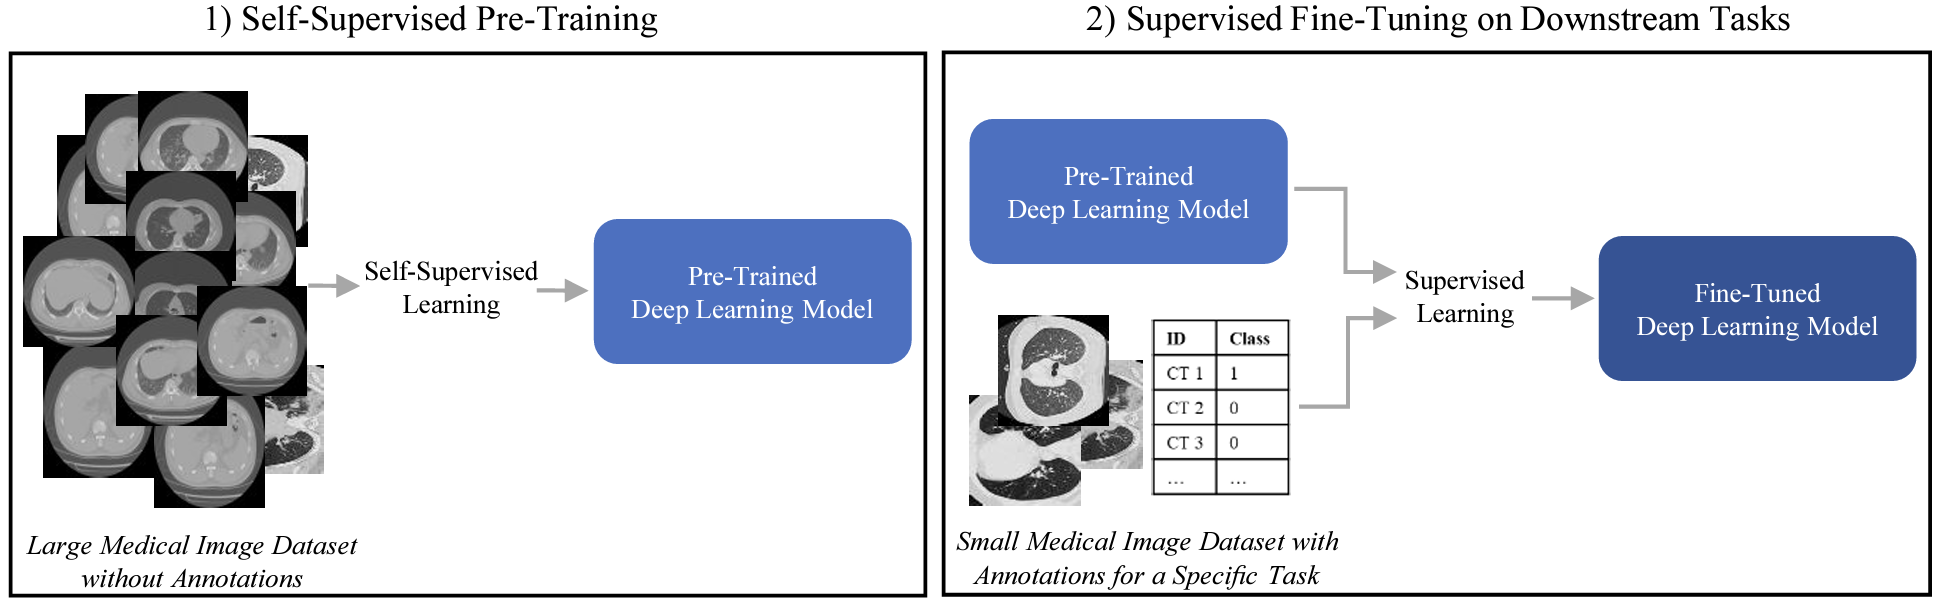 1) Self-Supervised Pre-Training
Self-Supervised
Learning
Pre-Trained
Deep Learning Model
Large Medical Image Dataset
without Annotations
2) Supervised Fine-Tuning on Downstream Tasks
Pre-Trained
Deep Learning Model
ID Class
CT 1 1
CT 2 0
CT 3 0
... ...
Supervised
Learning
Fine-Tuned
Deep Learning Model
Small Medical Image Dataset with
Annotations for a Specific Task